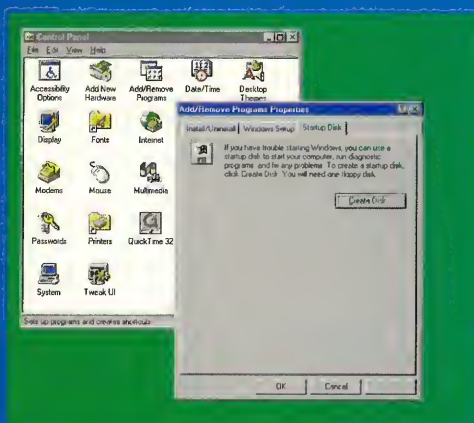 Control Panel
File Edit View Help
Accessibility Options
Add New Hardware
Add/Remove Programs
Date/Time
Desktop Themes
Display
Fonts
Internet
Modems
Mouse
Multimedia
Passwords
Printers
QuickTime 32
System
Tweak UI
Sets up programs and creates shortcuts
Add/Remove Programs Properties
Install/Uninstall
Windows Setup
Startup Disk
If you have trouble starting Windows, you can use a
startup disk to start your computer, run diagnostic
programs, and fix any problems. To create a startup disk,
click Create Disk. You will need one floppy disk.
Create Disk
OK
Cancel